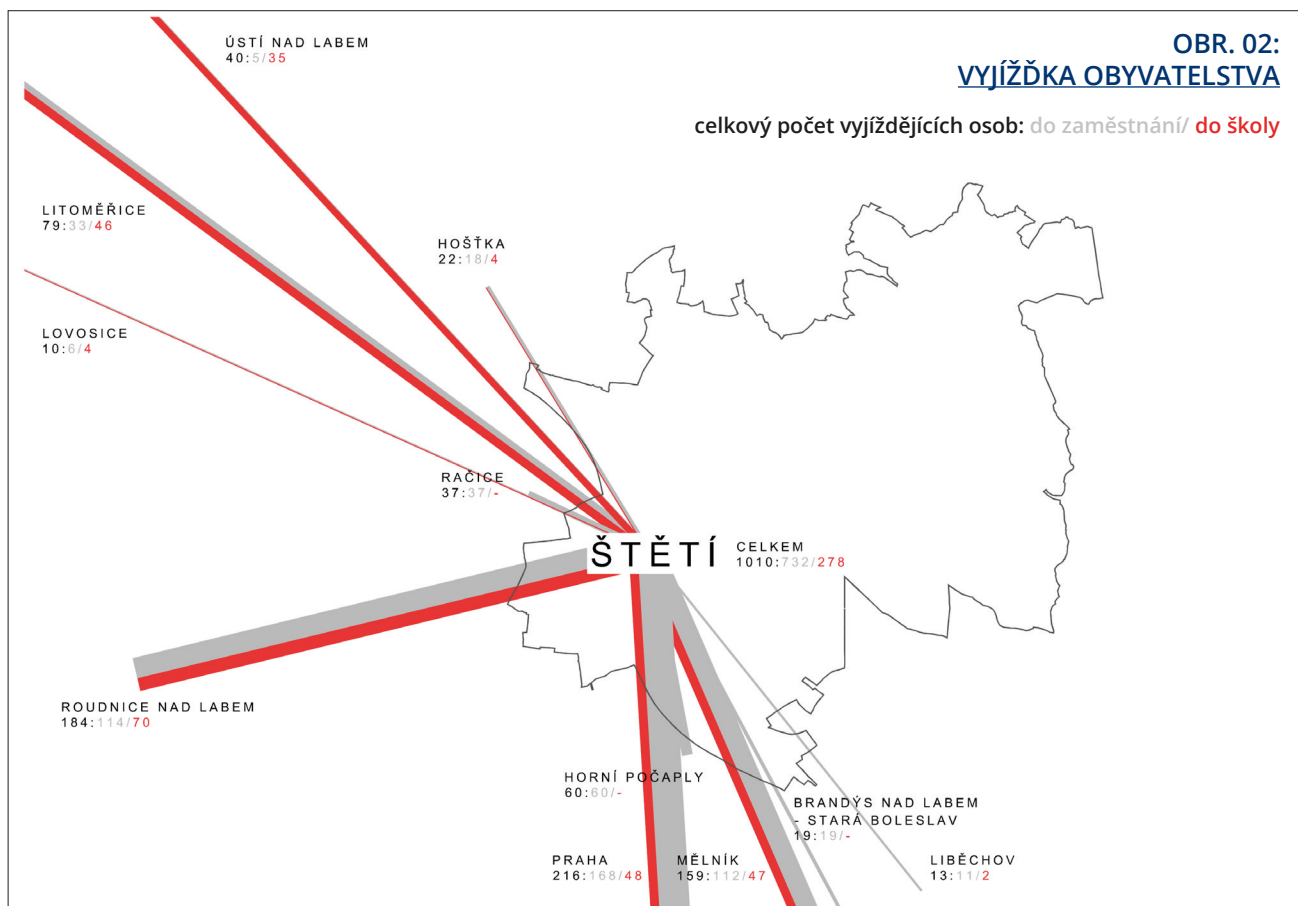 OBR. 02:
VYJÍŽĎKA OBYVATELSTVA
celkový počet vyjíždějících osob: do zaměstnání/ do školy
ÚSTÍ NAD LABEM
40:5/35
LITOMĚŘICE
79:33/46
HOŠŤKA
22:18/4
LOVOSICE
10:6/4
RAČICE
37:37/-
ŠTĚTÍ
CELKEM
1010:732/278
ROUDNICE NAD LABEM
184:114/70
HORNÍ POČAPLY
60:60/-
BRANDÝS NAD LABEM
- STARÁ BOLESLAV
19:19/-
PRAHA
216:168/48
MĚLNÍK
159:112/47
LIBĚCHOV
13:11/2